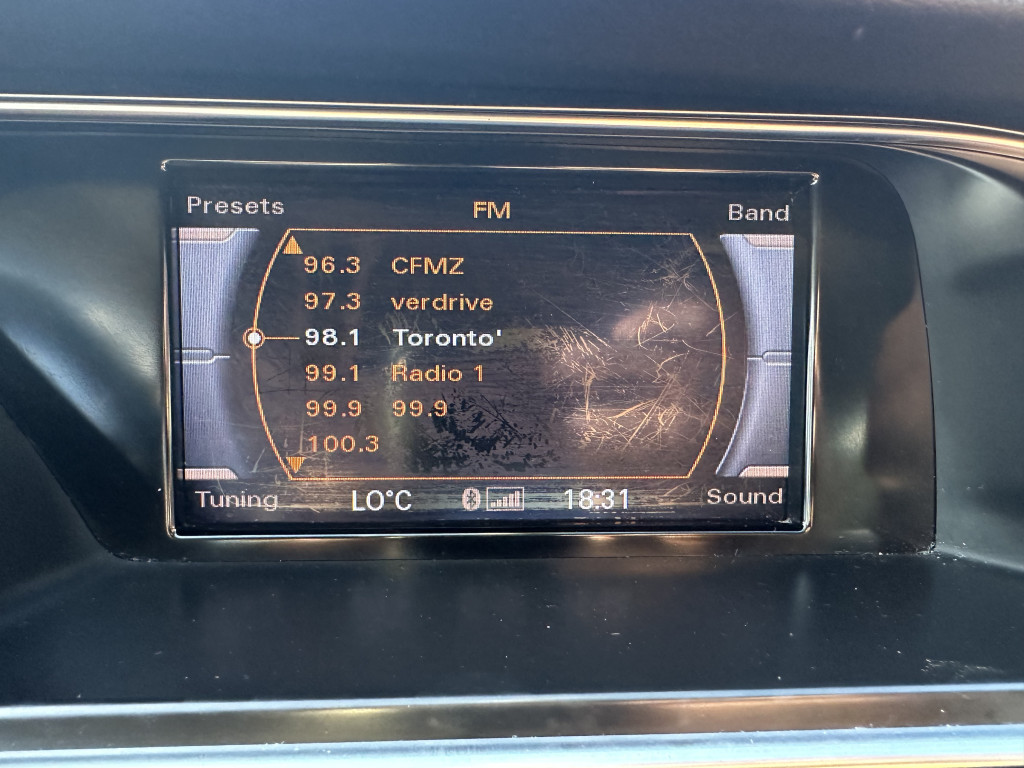 Presets FM Band
96.3 CFMZ
97.3 verdrive
98.1 Toronto'
99.1 Radio 1
99.9 99.9
100.3
Tuning LO°C 18:31 Sound